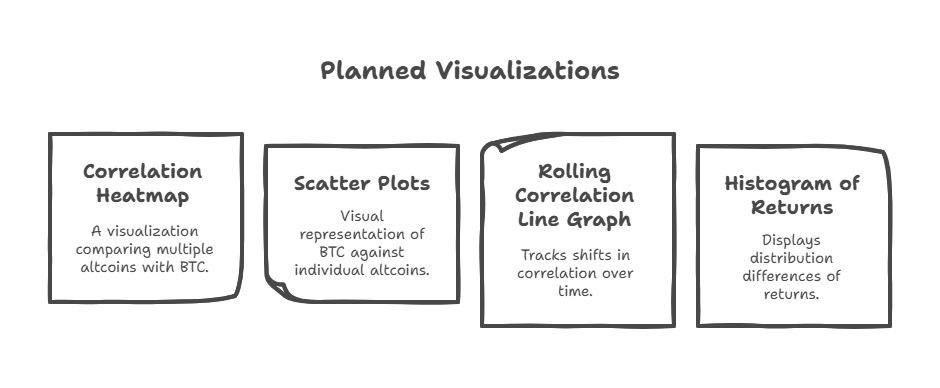 Planned Visualizations
Correlation
Heatmap
A visualization
comparing multiple
altcoins with BTC.
Scatter Plots
Visual
representation of
BTC against
individual altcoins.
Rolling
Correlation
Line Graph
Tracks shifts in
correlation over
time.
Histogram of
Returns
Displays
distribution
differences of
returns.